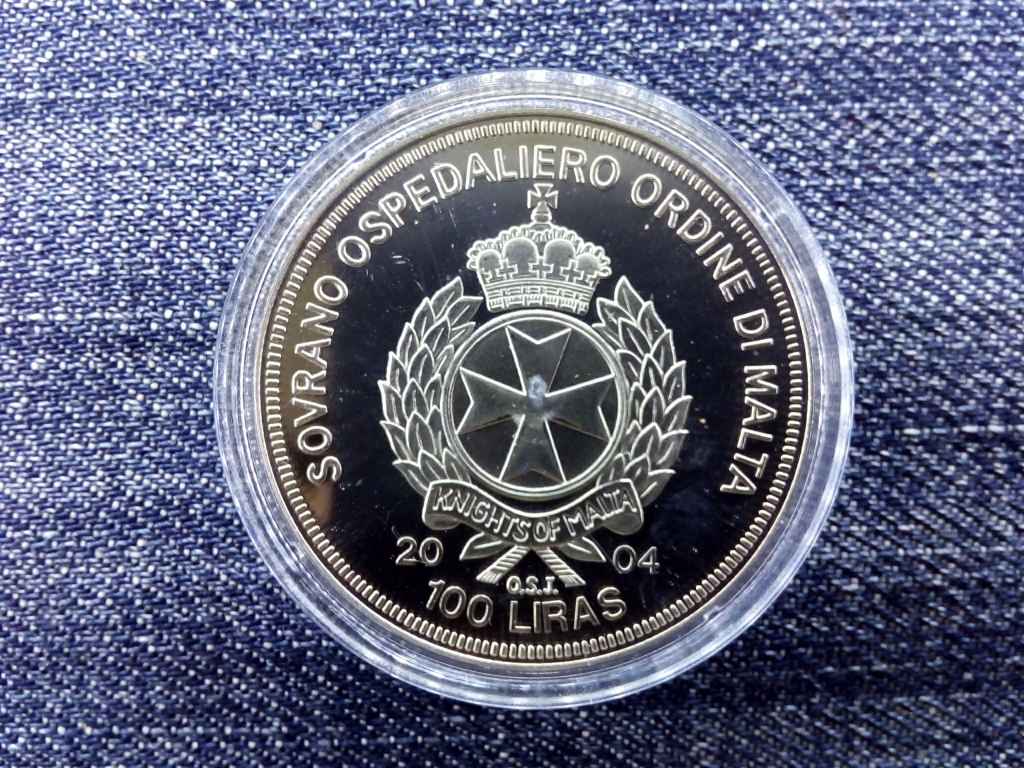 SOVRANO OSPEDALIERO ORDINE DI MALTA
KNIGHTS OF MALTA
20 04
O.S.J.
100 LIRAS